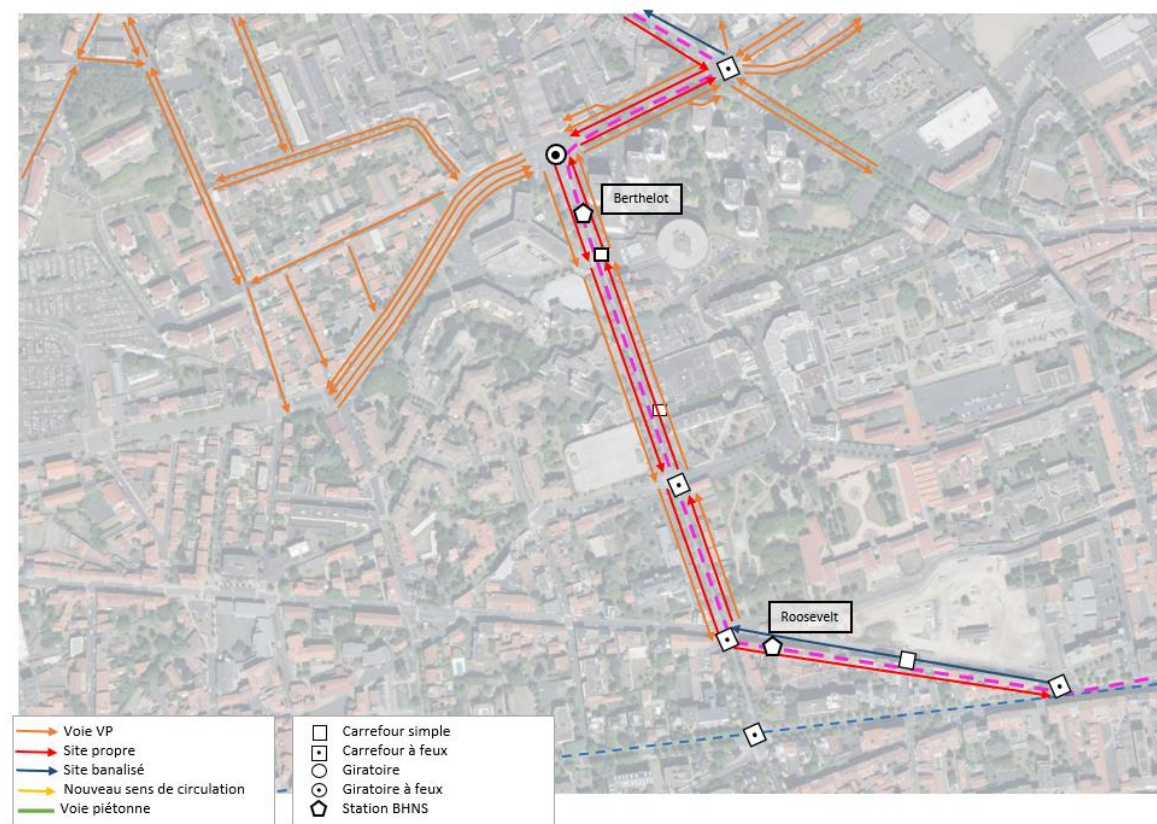 Berthelot
Roosevelt
Voie VP
Site propre
Site banalisé
Nouveau sens de circulation
Voie piétonne
Carrefour simple
Carrefour à feux
Giratoire
Giratoire à feux
Station BHNS